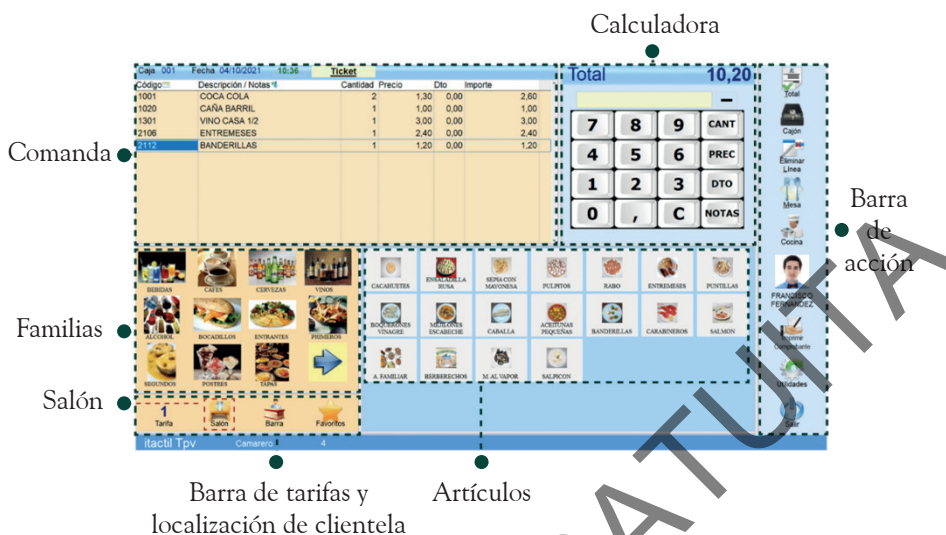 Calculadora
Caja 001 Fecha 04/10/2021 10:36 Ticket
Código Descripción / Notas Cantidad Precio Dto Importe
1001 COCA COLA 2 1,30 0,00 2,60
1020 CAÑA BARRIL 1 1,00 0,00 1,00
1301 VINO CASA 1/2 1 3,00 0,00 3,00
2106 ENTREMESES 1 2,40 0,00 2,40
2112 BANDERILLAS 1 1,20 0,00 1,20
Total 10,20
7 8 9 CANT
4 5 6 PREC
1 2 3 DTO
0 , C NOTAS
Total
Cajón
Eliminar
Línea
Mesa
Cocina
FRANCISCO
FERNANDEZ
Imprimir
Comprobante
Utilidades
Salir
Comanda
Barra
de
acción
Familias
BEBIDAS CAFES CERVEZAS VINOS
ALCOHOL BOCADILLOS ENTRANTES PRIMEROS
SEGUNDOS POSTRES TAPAS
CACAHUETES ENSALADILLA RUSA SEPIA CON MAYONESA PULPITOS RABO ENTREMESES PUNTILLAS
BOQUERONES VINAGRE MEJILONES ESCABECHE CABALLA ACEITUNAS PEQUEÑAS BANDERILLAS CARABINEROS SALMON
A. FAMILIAR BERBERECHOS M. AL VAPOR SALPICON
Salón
1
Tarifa Salón Barra Favoritos
itactil Tpv Camarero 4
Barra de tarifas y
localización de clientela
Artículos